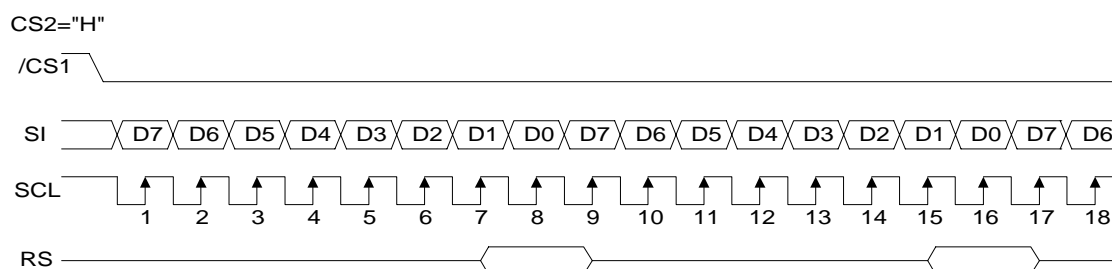 CS2="H"
/CS1
SI D7 D6 D5 D4 D3 D2 D1 D0 D7 D6 D5 D4 D3 D2 D1 D0 D7 D6
SCL
1 2 3 4 5 6 7 8 9 10 11 12 13 14 15 16 17 18
RS